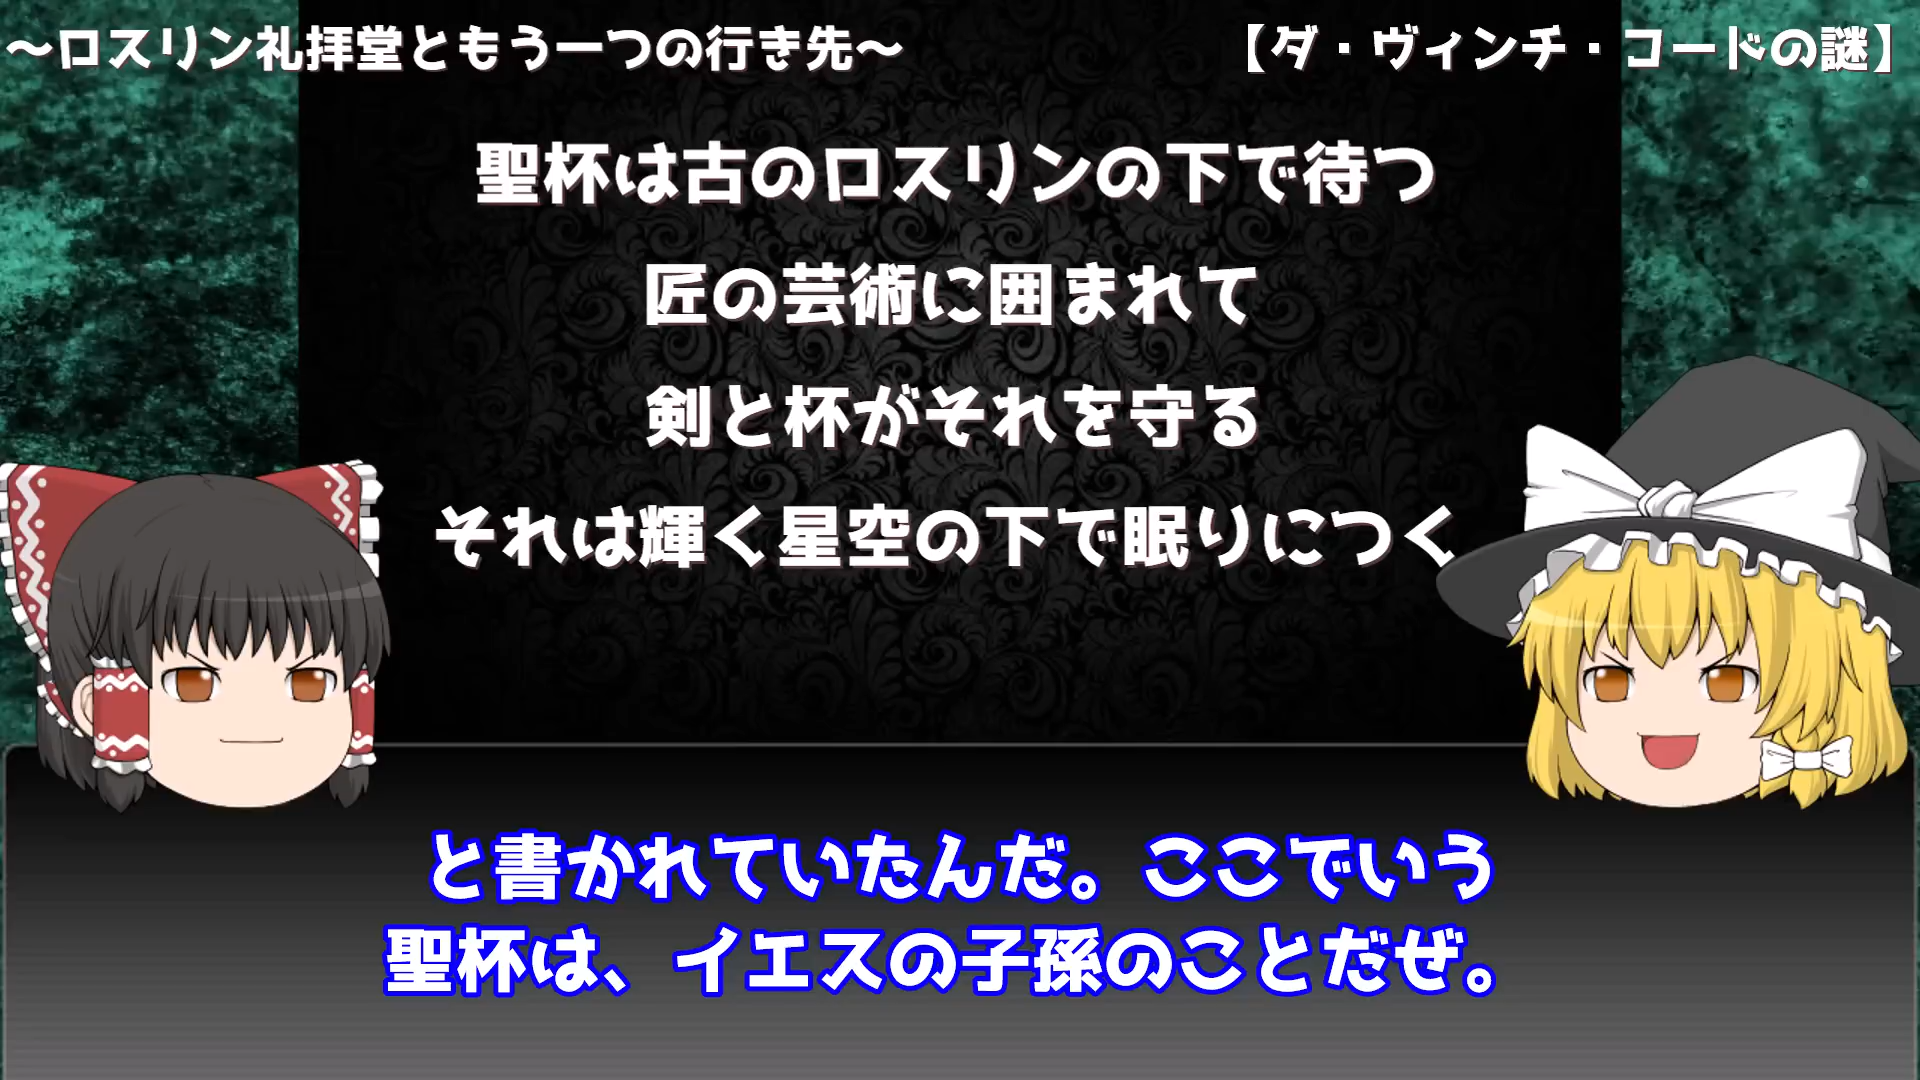 ～ロスリン礼拝堂ともう一つの行き先～
【ダ・ヴィンチ・コードの謎】
聖杯は古のロスリンの下で待つ
匠の芸術に囲まれて
剣と杯がそれを守る
それは輝く星空の下で眠りにつく
と書かれていたんだ。ここでいう
聖杯は、イエスの子孫のことだぜ。